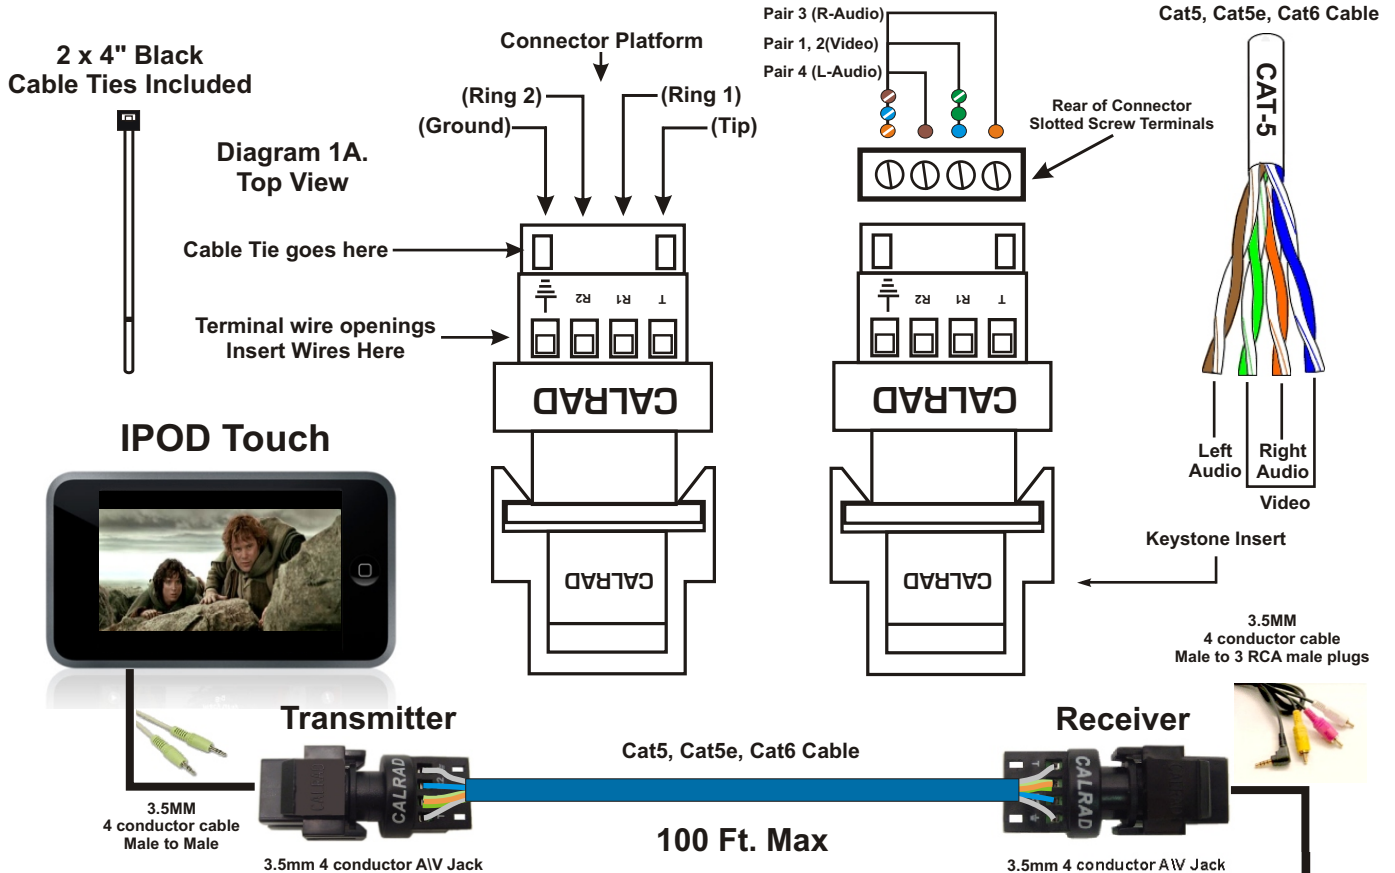 2 x 4" Black
Cable Ties Included
Diagram 1A.
Top View
Connector Platform
(Ring 2)
(Ring 1)
(Ground)
(Tip)
Cable Tie goes here
Terminal wire openings
Insert Wires Here
R2
R1
T
CALRAD
CALRAD
Pair 3 (R-Audio)
Pair 1, 2(Video)
Pair 4 (L-Audio)
Rear of Connector
Slotted Screw Terminals
R2
R1
T
CALRAD
CALRAD
Cat5, Cat5e, Cat6 Cable
CAT-5
Left
Audio
Right
Audio
Video
Keystone Insert
IPOD Touch
3.5MM
4 conductor cable
Male to 3 RCA male plugs
Transmitter
Receiver
Cat5, Cat5e, Cat6 Cable
CALRAD
CALRAD
CALRAD
100 Ft. Max
3.5MM
4 conductor cable
Male to Male
3.5mm 4 conductor A\V Jack
3.5mm 4 conductor A\V Jack